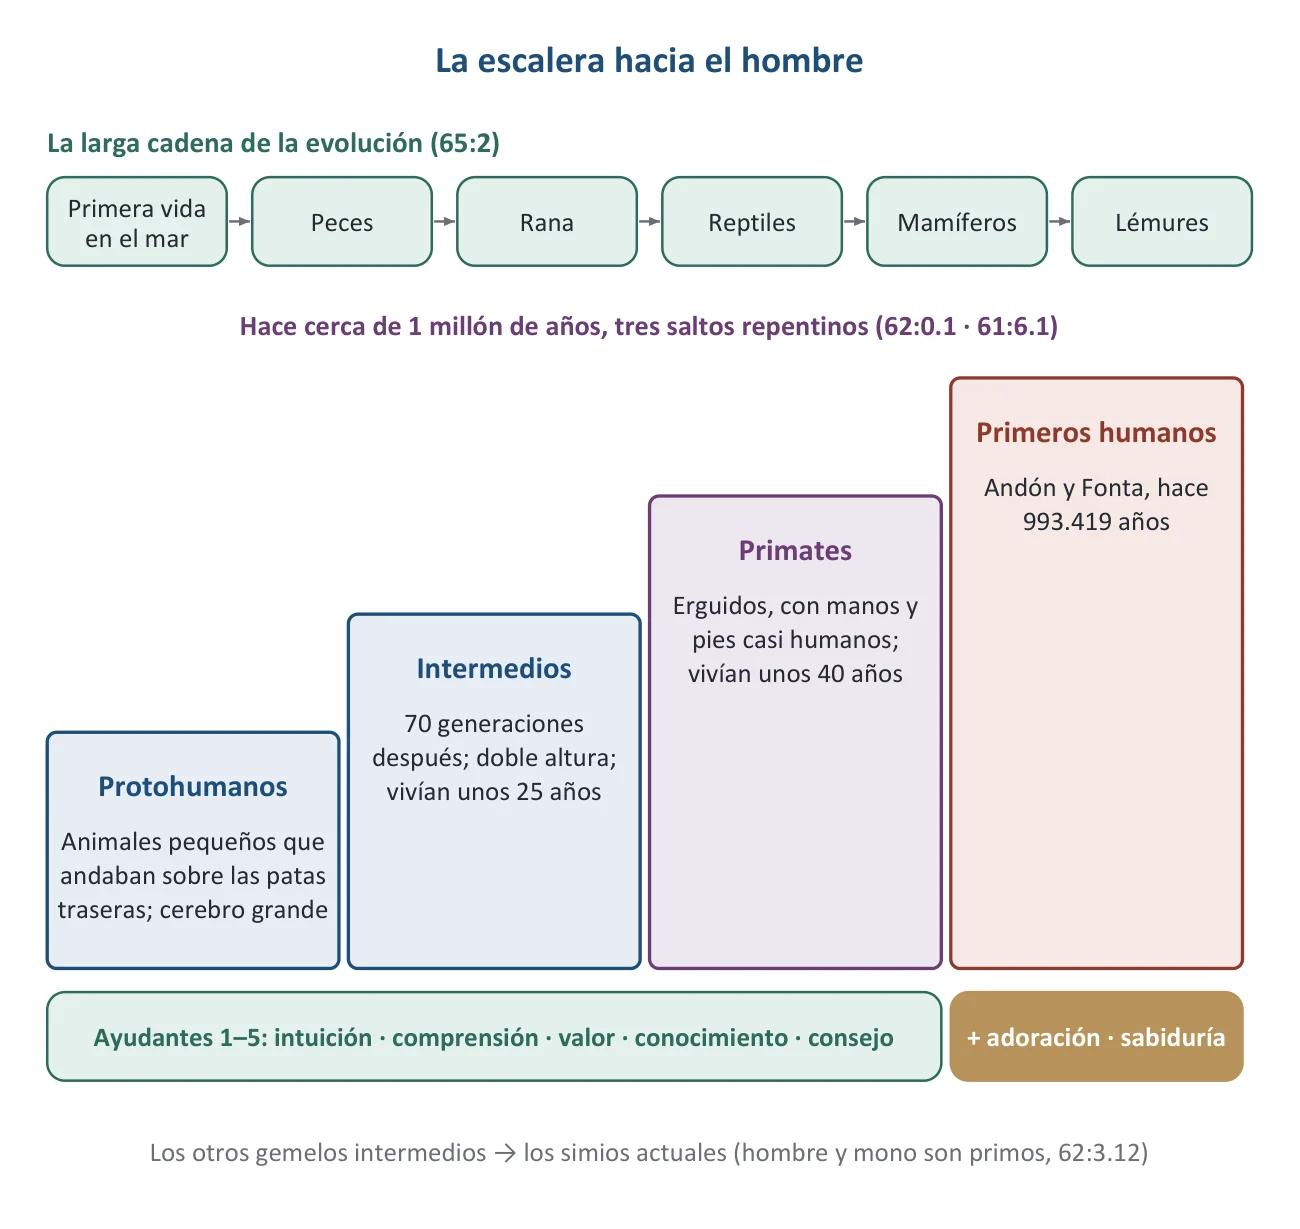 La escalera hacia el hombre
La larga cadena de la evolución (65:2)
Primera vida
en el mar
Peces
Rana
Reptiles
Mamíferos
Lémures
Hace cerca de 1 millón de años, tres saltos repentinos (62:0.1 · 61:6.1)
Protohumanos
Animales pequeños que
andaban sobre las patas
traseras; cerebro grande
Intermedios
70 generaciones
después; doble altura;
vivían unos 25 años
Primates
Erguidos, con manos y
pies casi humanos;
vivían unos 40 años
Primeros humanos
Andón y Fonta, hace
993.419 años
Ayudantes 1–5: intuición · comprensión · valor · conocimiento · consejo
+ adoración · sabiduría
Los otros gemelos intermedios → los simios actuales (hombre y mono son primos, 62:3.12)